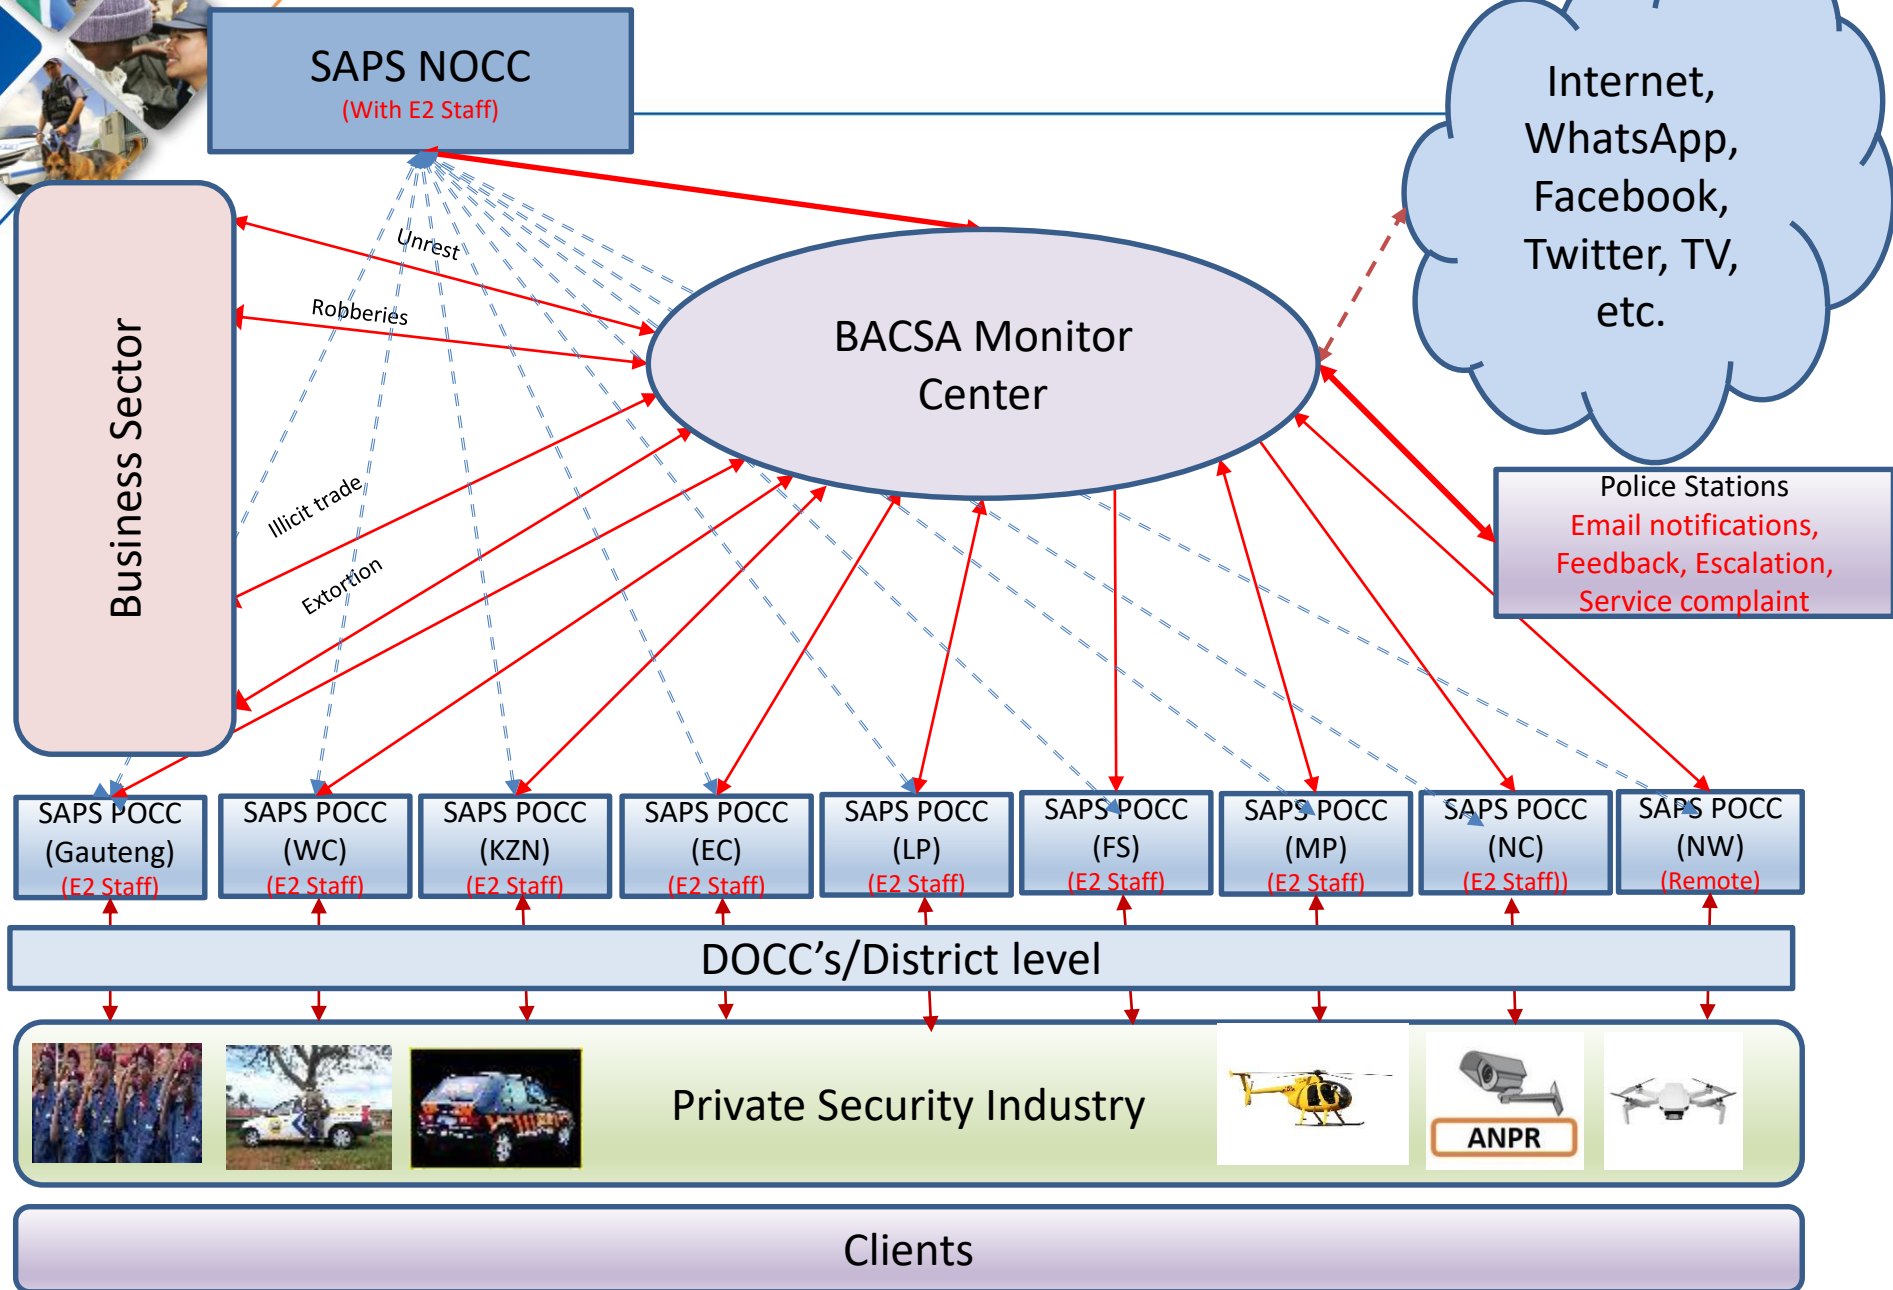 SAPS NOCC
(With E2 Staff)
Internet,
WhatsApp,
Facebook,
Twitter, TV,
etc.
Business Sector
Unrest
Robberies
Illicit trade
Extortion
BACSA Monitor
Center
Police Stations
Email notifications,
Feedback, Escalation,
Service complaint
SAPS POCC
(Gauteng)
(E2 Staff)
SAPS POCC
(WC)
(E2 Staff)
SAPS POCC
(KZN)
(E2 Staff)
SAPS POCC
(EC)
(E2 Staff)
SAPS POCC
(LP)
(E2 Staff)
SAPS POCC
(FS)
(E2 Staff)
SAPS POCC
(MP)
(E2 Staff)
SAPS POCC
(NC)
(E2 Staff))
SAPS POCC
(NW)
(Remote)
DOCC’s/District level
Private Security Industry
ANPR
Clients